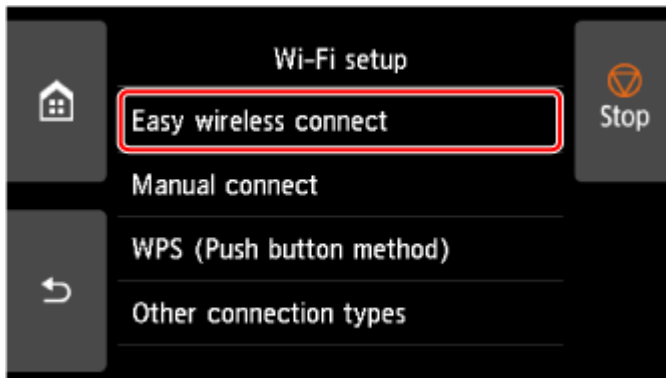 Wi-Fi setup
Easy wireless connect
Stop
Manual connect
WPS (Push button method)
Other connection types